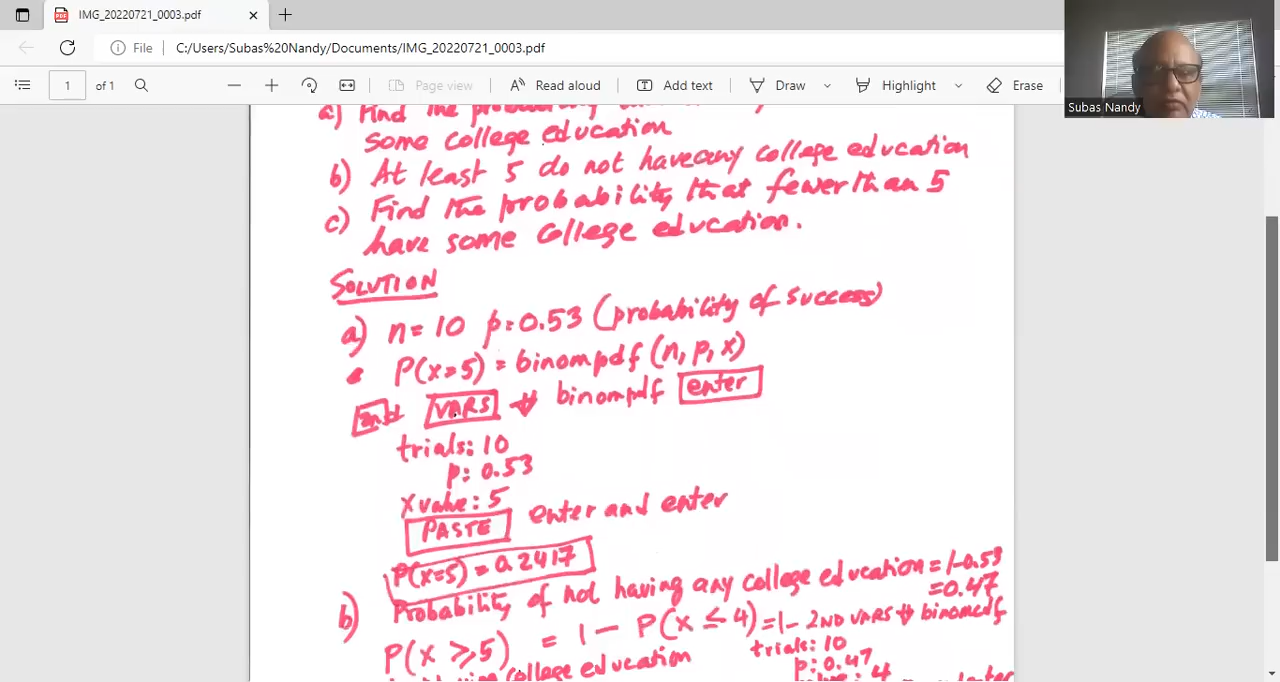 IMG_20220721_0003.pdf
File C:/Users/Subas%20Nandy/Documents/IMG_20220721_0003.pdf
1 of 1 Page view Read aloud Add text Draw Highlight Erase
Subas Nandy
a) Find the probability
some college education
b) At least 5 do not have any college education
c) Find the probability that fewer than 5
have some college education.
SOLUTION
a) n = 10 p = 0.53 (probability of success)
P(x=5) = binompdf (n, p, x)
2nd VARS ↓ binompdf enter
trials: 10
p: 0.53
x value: 5
PASTE enter and enter
P(x=5) = 0.2417
b) Probability of not having any college education = 1-0.53
=0.47
P(x ≥ 5) = 1 - P(x ≤ 4) = 1 - 2ND VARS ↓ binomcdf
college education
trials: 10
p: 0.47
value: 4